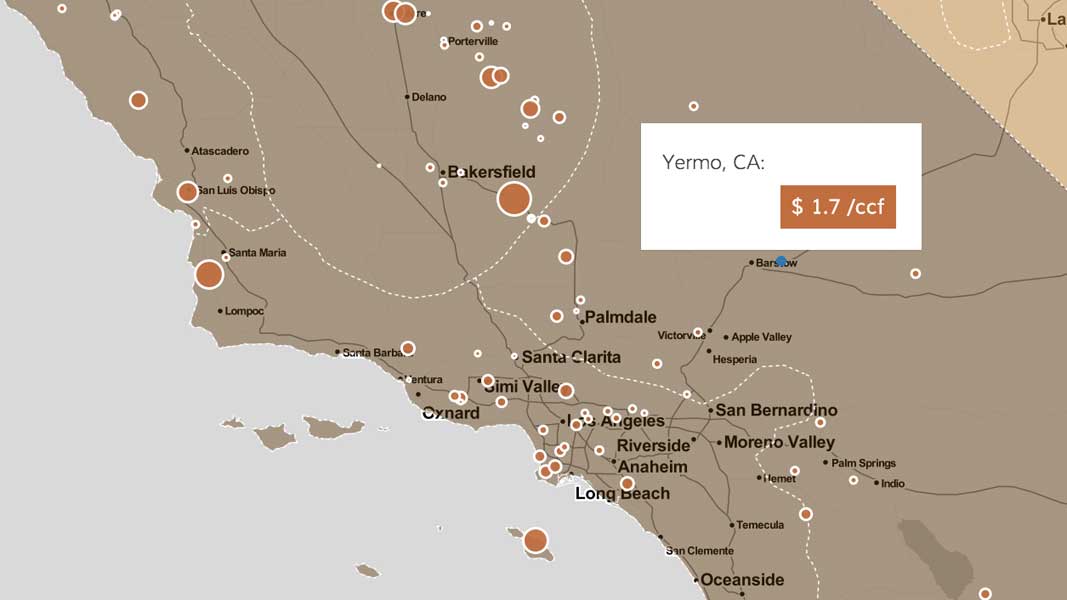 La
Porterville
Delano
Atascadero
Bakersfield
Yermo, CA:
San Luis Obispo
$ 1.7 /ccf
Santa Maria
Barstow
Lompoc
Palmdale
Victorville
Apple Valley
Santa Barbara
Santa Clarita
Hesperia
Ventura
Simi Valley
Oxnard
San Bernardino
Los Angeles
Moreno Valley
Riverside
Palm Springs
Anaheim
Hemet
Indio
Long Beach
Temecula
San Clemente
Oceanside